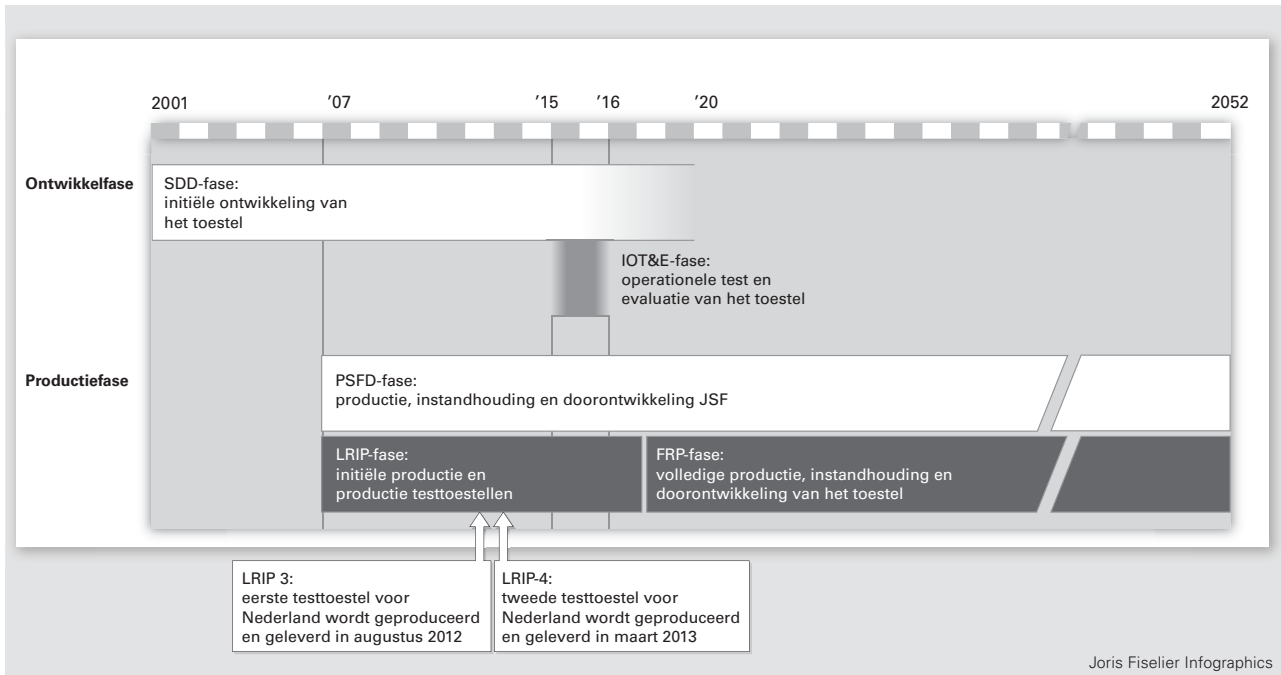 2001 '07 '15 '16 '20 2052
Ontwikkelfase
SDD-fase:
initiële ontwikkeling van
het toestel
IOT&E-fase:
operationele test en
evaluatie van het toestel
Productiefase
PSFD-fase:
productie, instandhouding en doorontwikkeling JSF
LRIP-fase:
initiële productie en
productie testtoestellen
FRP-fase:
volledige productie, instandhouding en
doorontwikkeling van het toestel
LRIP 3:
eerste testtoestel voor
Nederland wordt geproduceerd
en geleverd in augustus 2012
LRIP-4:
tweede testtoestel voor
Nederland wordt geproduceerd
en geleverd in maart 2013
Joris Fiselier Infographics